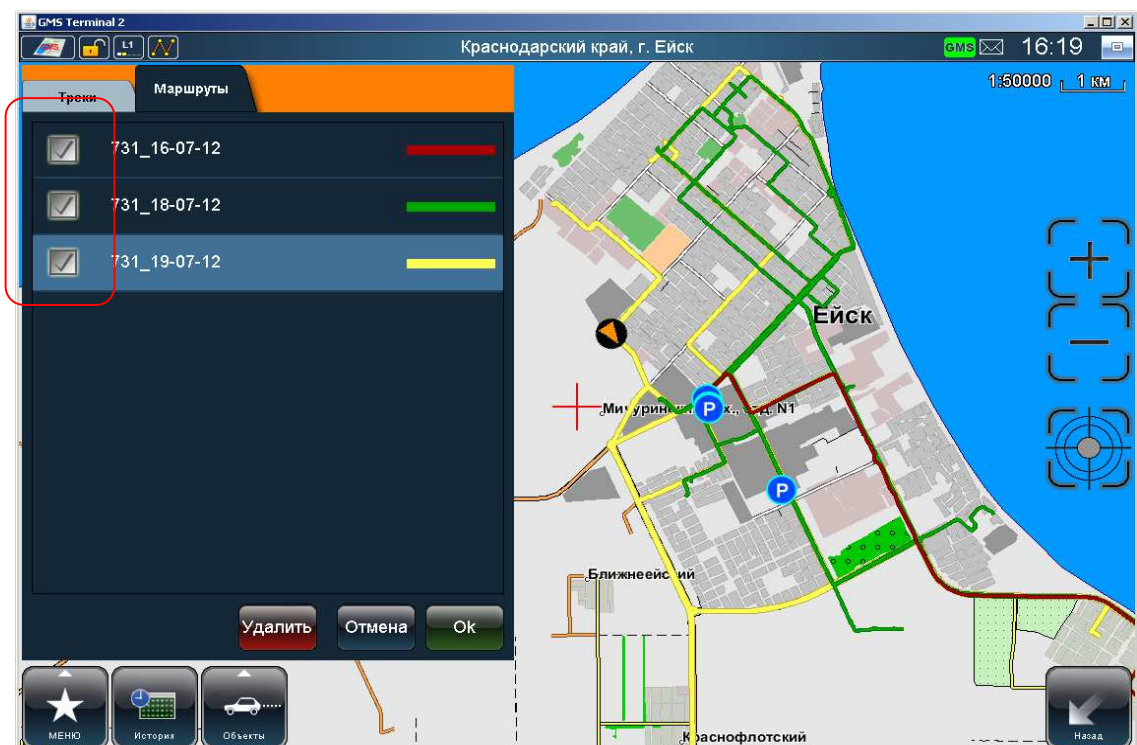 GMS Terminal 2
GMS L1 Краснодарский край, г. Ейск GMS 16:19
1:50000 1 км
Треки Маршруты
731_16-07-12
731_18-07-12
731_19-07-12
Ейск
P P
Ближнеейский
Удалить Отмена Ok
МЕНЮ История Объекты Назад
Краснофлотский